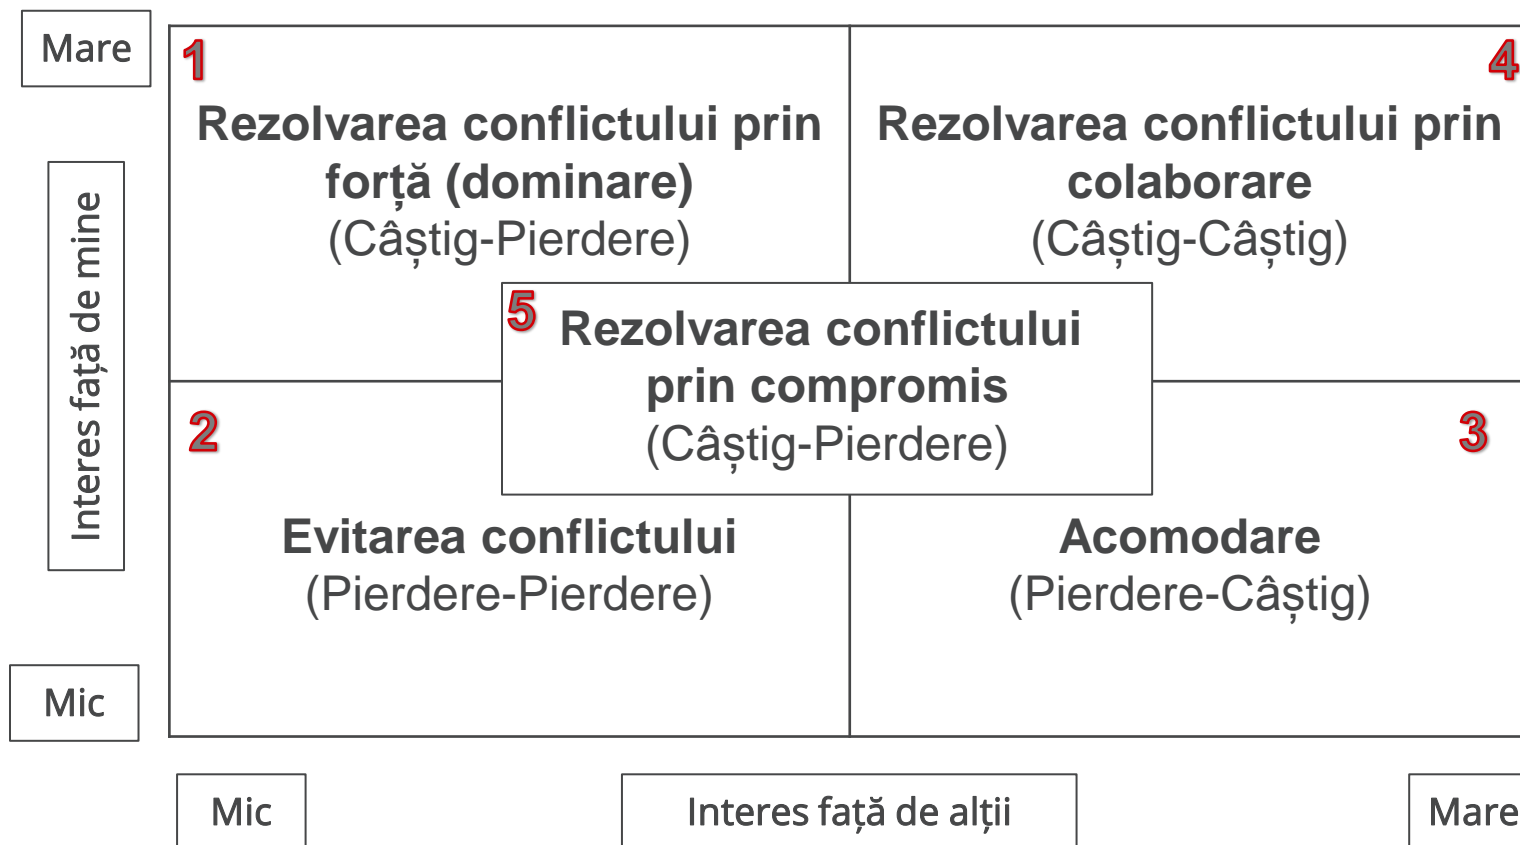 Mare
1
4
Rezolvarea conflictului prin
forță (dominare)
(Câștig-Pierdere)
Rezolvarea conflictului prin
colaborare
(Câștig-Câștig)
Interes față de mine
5
Rezolvarea conflictului
prin compromis
(Câștig-Pierdere)
2
3
Evitarea conflictului
(Pierdere-Pierdere)
Acomodare
(Pierdere-Câștig)
Mic
Mic
Interes față de alții
Mare